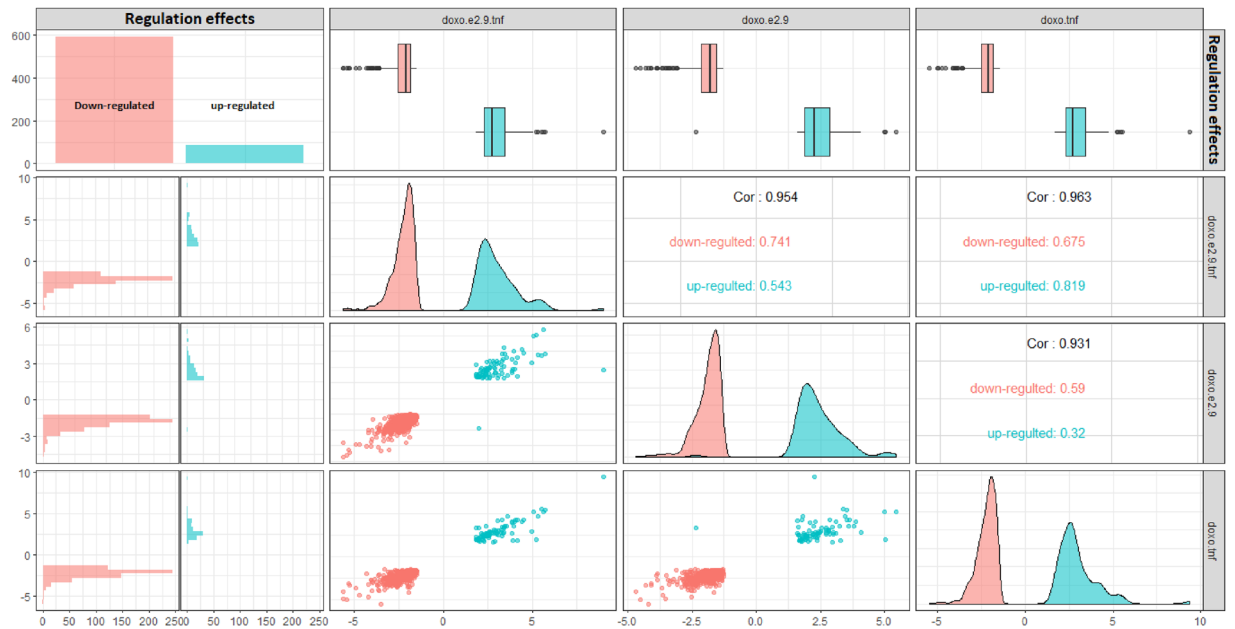 Regulation effects doxo.e2.9.tnf doxo.e2.9 doxo.tnf
600
400
200
0
Down-regulated up-regulated
Regulation effects
10
5
0
-5
Cor : 0.954 Cor : 0.963
down-regulted: 0.741 down-regulted: 0.675
up-regulted: 0.543 up-regulted: 0.819
doxo.e2.9.tnf
6
3
0
-3
Cor : 0.931
down-regulted: 0.59
up-regulted: 0.32
doxo.e2.9
10
5
0
-5
doxo.tnf
0 50 100 150 200 250 0 50 100 150 200 250 -5 0 5 -5.0 -2.5 0.0 2.5 5.0 -5 0 5 10